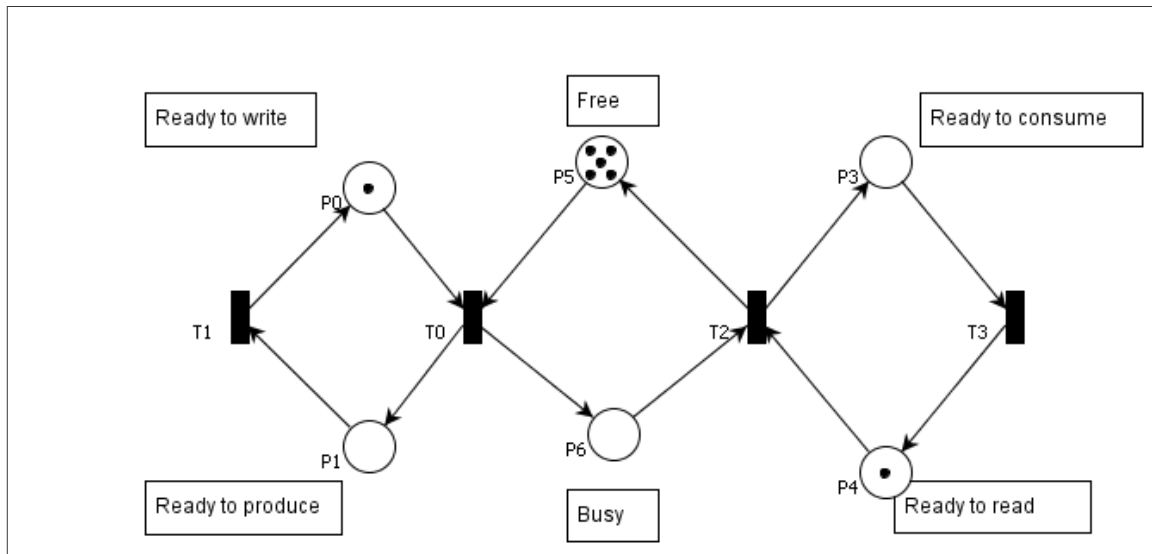 Free
Ready to write
Ready to consume
P0
P5
P3
T1
T0
T2
T3
P1
P6
P4
Ready to produce
Busy
Ready to read